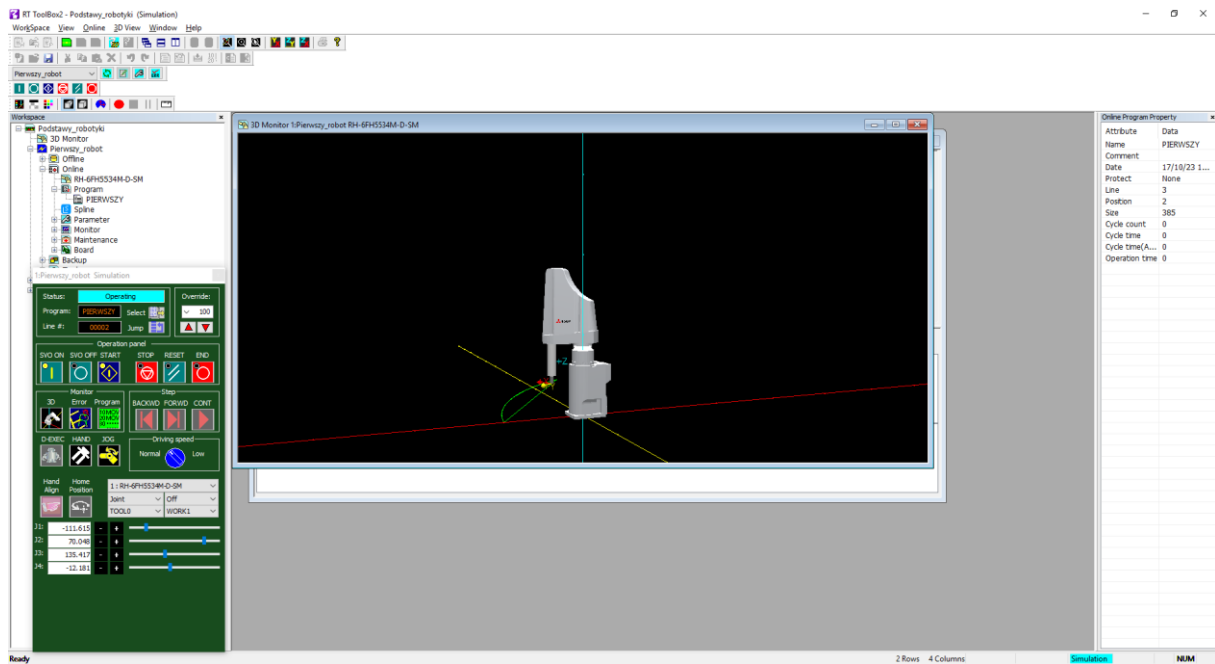 RT ToolBox2 - Podstawy_robotyki (Simulation)
WorkSpace View Online 3D View Window Help
Pierwszy_robot
Workspace
Podstawy_robotyki
3D Monitor
Pierwszy_robot
Offline
Online
RH-6FH5534M-D-SM
Program
PIERWSZY
Spline
Parameter
Monitor
Maintenance
Board
Backup
1:Pierwszy_robot Simulation
Status: Operating Override:
Program: PIERWSZY Select 100
Line #: 00002 Jump
Operation panel
SVO ON SVO OFF START STOP RESET END
Monitor Step
3D Error Program BACKWD FORWD CONT
D-EXEC HAND JOG Driving speed
Normal Low
Hand Align Home Position 1 : RH-6FH5534M-D-SM
Joint Off
TOOL0 WORK1
J1: -111.615 - +
J2: 70.048 - +
J3: 135.417 - +
J4: -12.181 - +
3D Monitor 1:Pierwszy_robot RH-6FH5534M-D-SM
+Z
Online Program Property
Attribute Data
Name PIERWSZY
Comment
Date 17/10/23 1...
Protect None
Line 3
Position 2
Size 385
Cycle count 0
Cycle time 0
Cycle time(A... 0
Operation time 0
Ready 2 Rows 4 Columns Simulation NUM